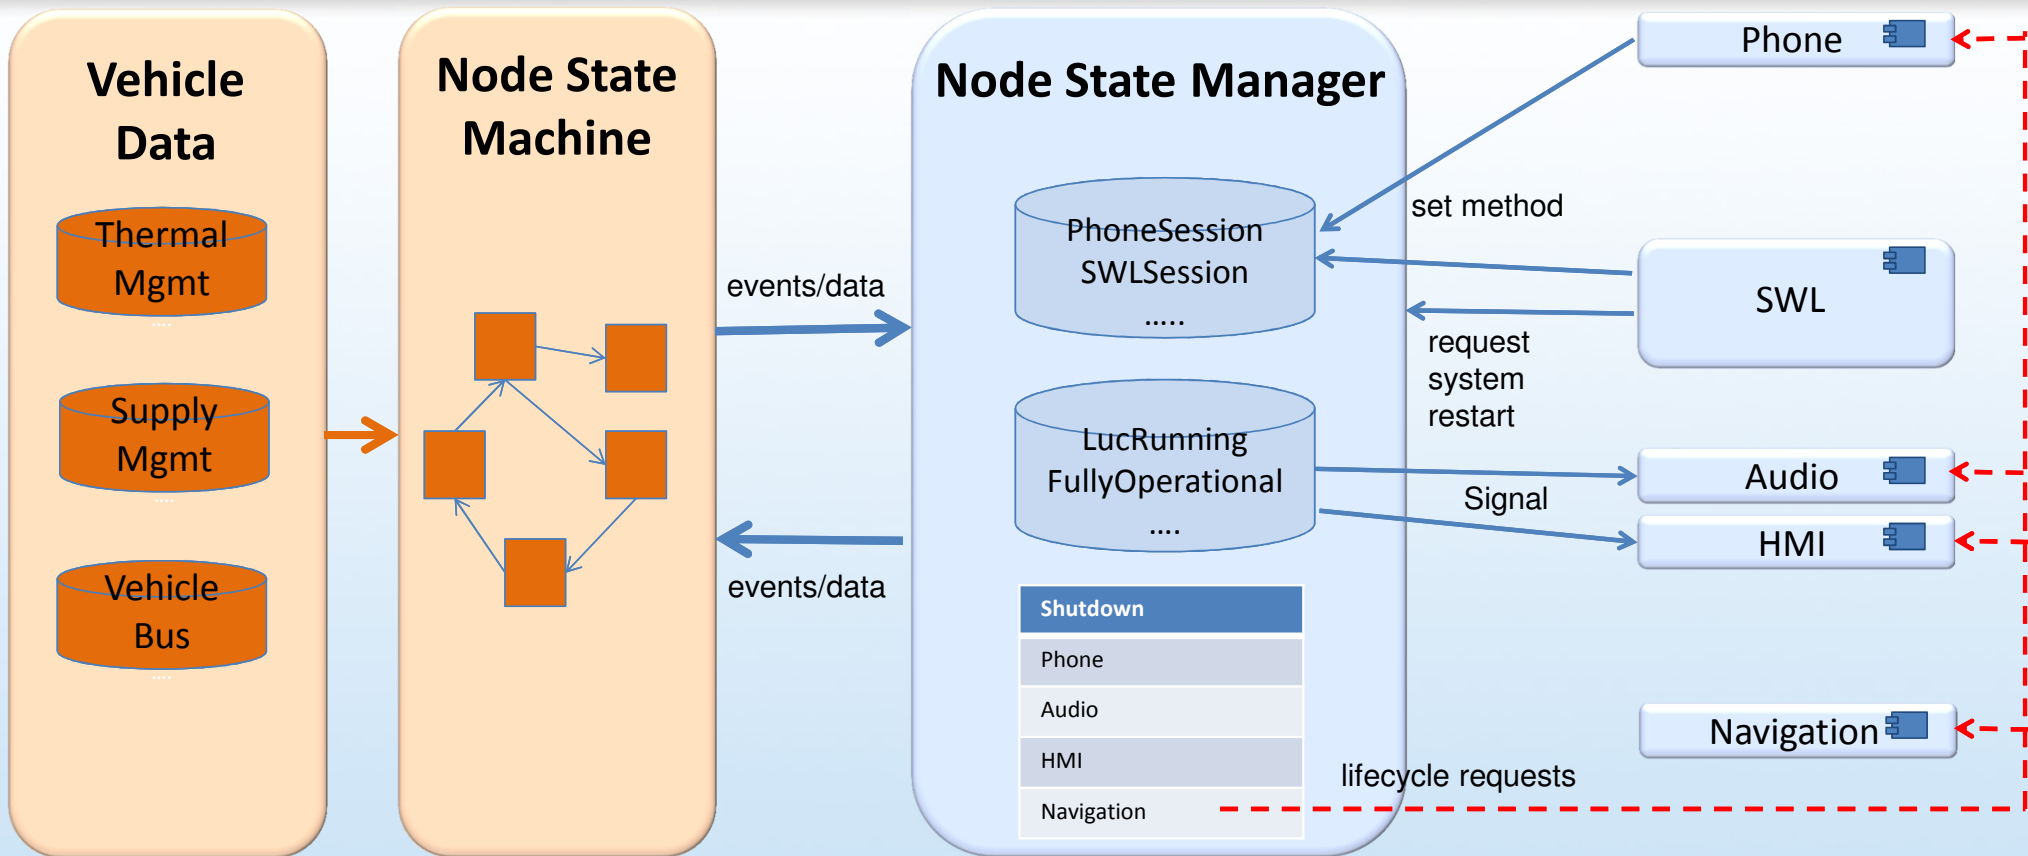 Vehicle
Data
Thermal
Mgmt
....
Supply
Mgmt
....
Vehicle
Bus
....
Node State
Machine
events/data
events/data
Node State Manager
PhoneSession
SWLSession
.....
LucRunning
FullyOperational
....
Shutdown
Phone
Audio
HMI
Navigation
set method
request
system
restart
Signal
lifecycle requests
Phone
SWL
Audio
HMI
Navigation